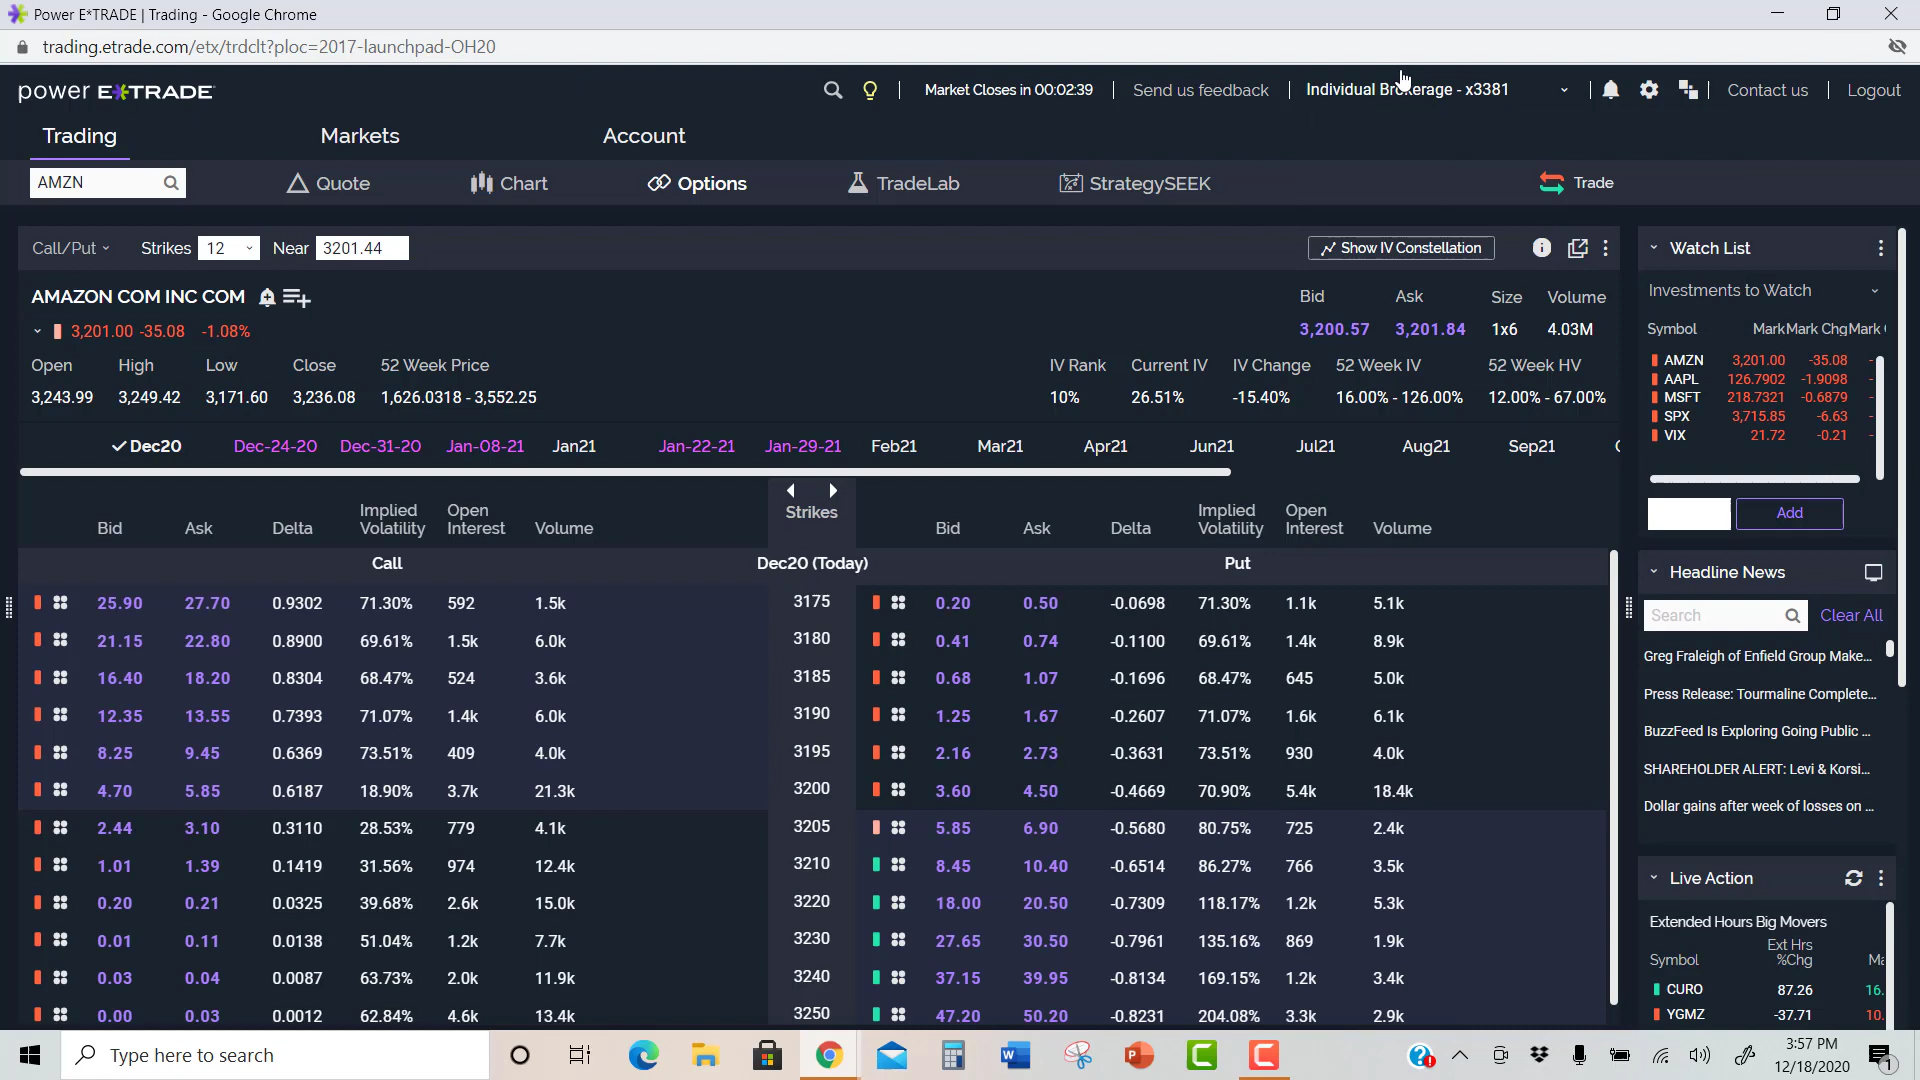 Power E*TRADE | Trading - Google Chrome
trading.etrade.com/etx/trdclt?ploc=2017-launchpad-OH20
power E*TRADE
Market Closes in 00:02:39
Send us feedback
Individual Brokerage - x3381
Contact us
Logout
Trading Markets Account
AMZN Quote Chart Options TradeLab StrategySEEK Trade
Call/Put Strikes 12 Near 3201.44 Show IV Constellation
AMAZON COM INC COM
Bid Ask Size Volume
3,201.00 -35.08 -1.08%
3,200.57 3,201.84 1x6 4.03M
Open High Low Close 52 Week Price IV Rank Current IV IV Change 52 Week IV 52 Week HV
3,243.99 3,249.42 3,171.60 3,236.08 1,626.0318 - 3,552.25 10% 26.51% -15.40% 16.00% - 126.00% 12.00% - 67.00%
Dec20 Dec-24-20 Dec-31-20 Jan-08-21 Jan21 Jan-22-21 Jan-29-21 Feb21 Mar21 Apr21 Jun21 Jul21 Aug21 Sep21
Bid Ask Delta Implied Volatility Open Interest Volume Strikes Bid Ask Delta Implied Volatility Open Interest Volume
Call Dec20 (Today) Put
25.90 27.70 0.9302 71.30% 592 1.5k 3175 0.20 0.50 -0.0698 71.30% 1.1k 5.1k
21.15 22.80 0.8900 69.61% 1.5k 6.0k 3180 0.41 0.74 -0.1100 69.61% 1.4k 8.9k
16.40 18.20 0.8304 68.47% 524 3.6k 3185 0.68 1.07 -0.1696 68.47% 645 5.0k
12.35 13.55 0.7393 71.07% 1.4k 6.0k 3190 1.25 1.67 -0.2607 71.07% 1.6k 6.1k
8.25 9.45 0.6369 73.51% 409 4.0k 3195 2.16 2.73 -0.3631 73.51% 930 4.0k
4.70 5.85 0.6187 18.90% 3.7k 21.3k 3200 3.60 4.50 -0.4669 70.90% 5.4k 18.4k
2.44 3.10 0.3110 28.53% 779 4.1k 3205 5.85 6.90 -0.5680 80.75% 725 2.4k
1.01 1.39 0.1419 31.56% 974 12.4k 3210 8.45 10.40 -0.6514 86.27% 766 3.5k
0.20 0.21 0.0325 39.68% 2.6k 15.0k 3220 18.00 20.50 -0.7309 118.17% 1.2k 5.3k
0.01 0.11 0.0138 51.04% 1.2k 7.7k 3230 27.65 30.50 -0.7961 135.16% 869 1.9k
0.03 0.04 0.0087 63.73% 2.0k 11.9k 3240 37.15 39.95 -0.8134 169.15% 1.2k 3.4k
0.00 0.03 0.0012 62.84% 4.6k 13.4k 3250 47.20 50.20 -0.8231 204.08% 3.3k 2.9k
Watch List
Investments to Watch
Symbol Mark Mark Chg Mark
AMZN 3,201.00 -35.08 -
AAPL 126.7902 -1.9098 -
MSFT 218.7321 -0.6879 -
SPX 3,715.85 -6.63 -
VIX 21.72 -0.21 -
Add
Headline News
Search Clear All
Greg Fraleigh of Enfield Group Make...
Press Release: Tourmaline Complete...
BuzzFeed Is Exploring Going Public ...
SHAREHOLDER ALERT: Levi & Korsi...
Dollar gains after week of losses on ...
Live Action
Extended Hours Big Movers
Symbol Ext Hrs %Chg
CURO 87.26 16.
YGMZ -37.71 10.
Type here to search
3:57 PM
12/18/2020
1